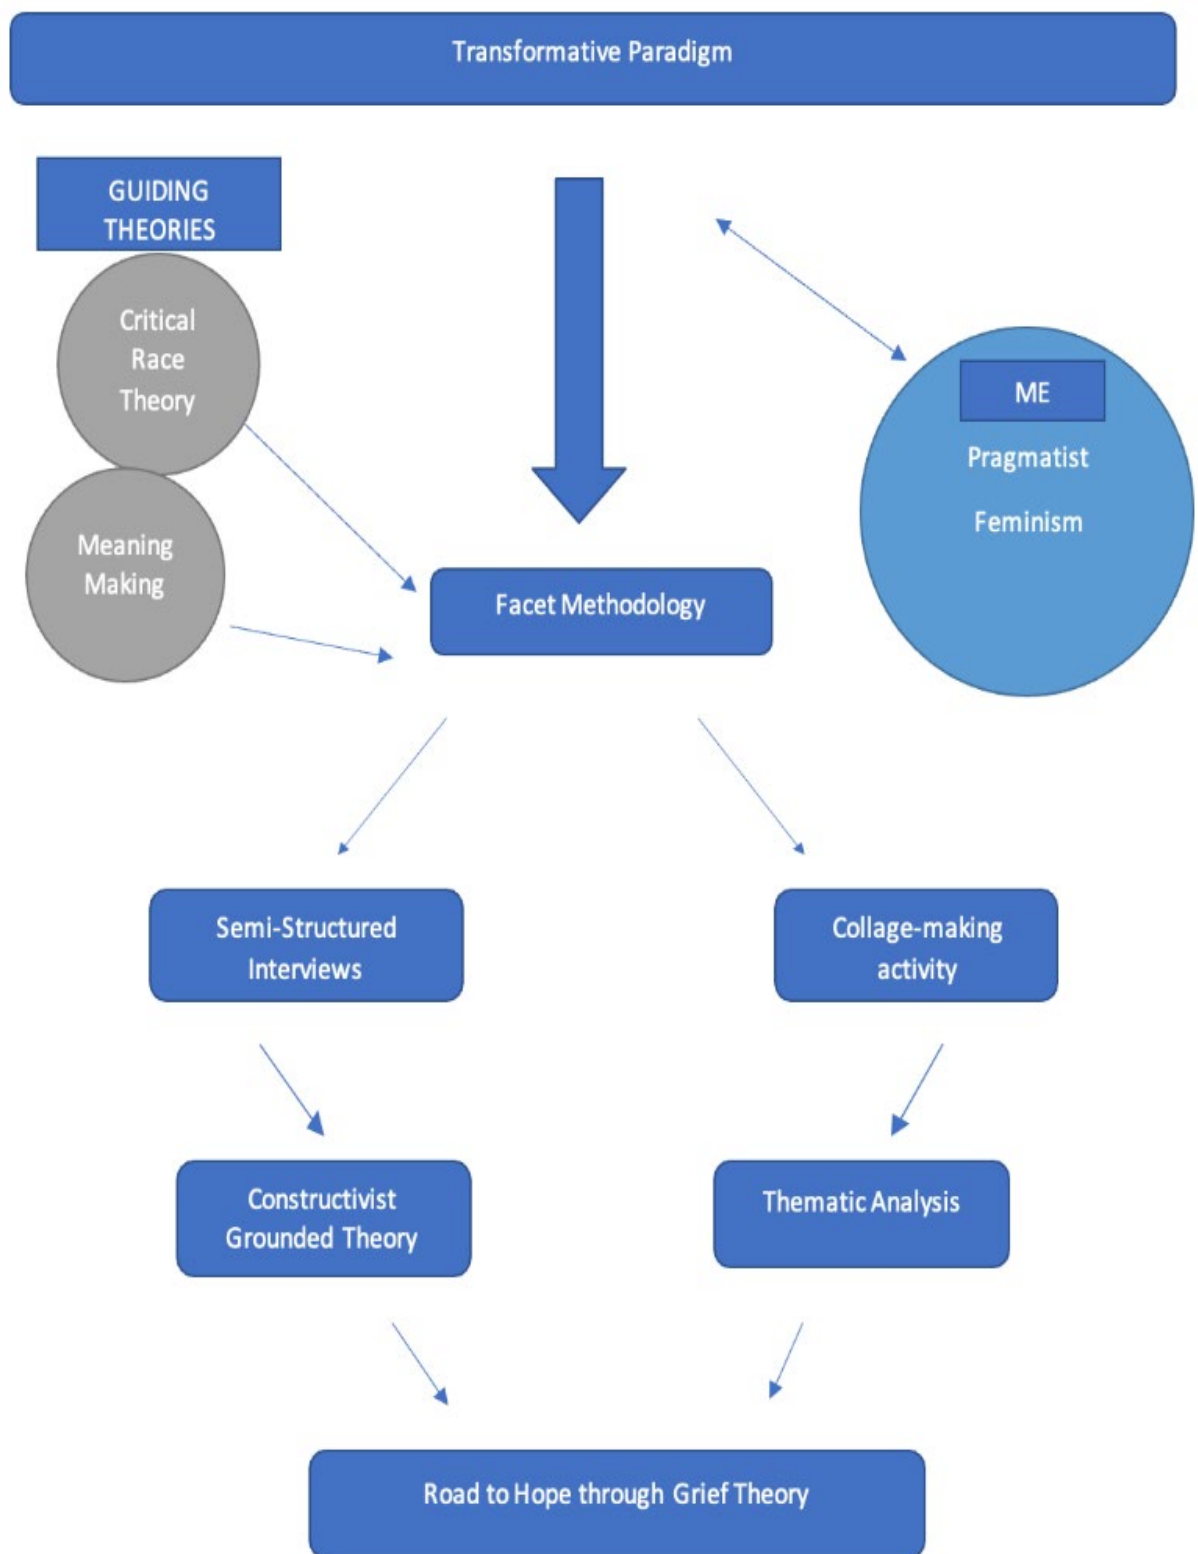 Transformative Paradigm
GUIDING
THEORIES
Critical
Race
Theory
Meaning
Making
ME
Pragmatist
Feminism
Facet Methodology
Semi-Structured
Interviews
Collage-making
activity
Constructivist
Grounded Theory
Thematic Analysis
Road to Hope through Grief Theory